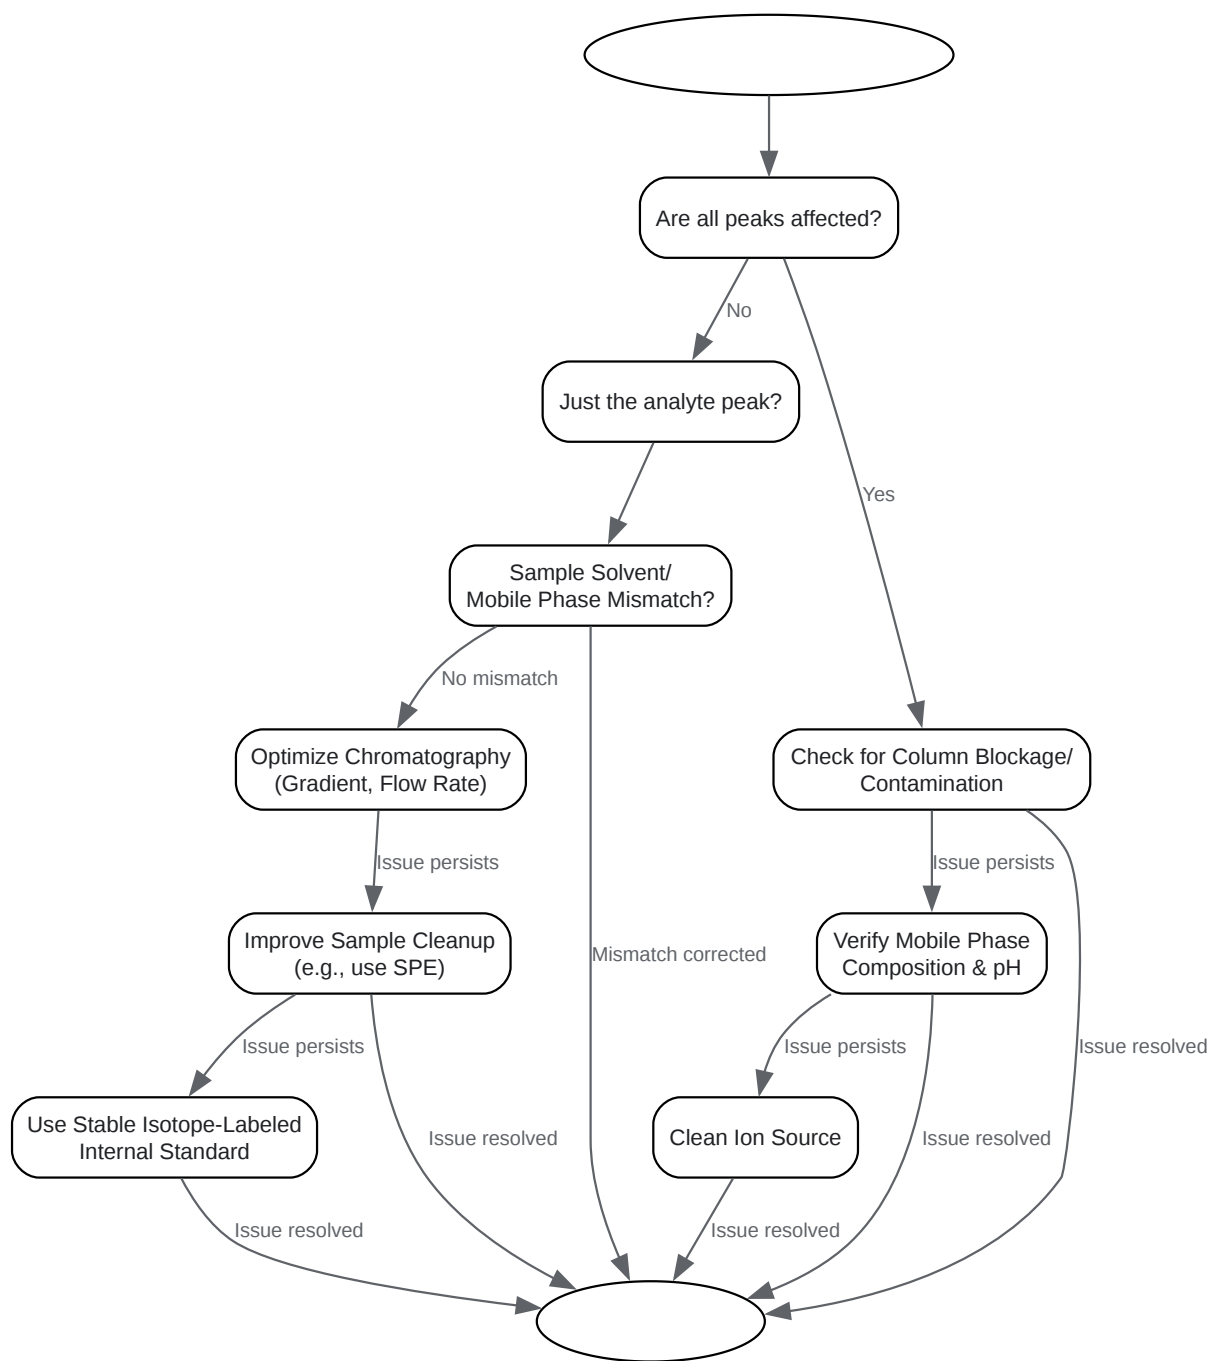 Are all peaks affected?
No
Just the analyte peak?
Yes
Sample Solvent/
Mobile Phase Mismatch?
No mismatch
Optimize Chromatography
(Gradient, Flow Rate)
Check for Column Blockage/
Contamination
Issue persists
Issue persists
Improve Sample Cleanup
(e.g., use SPE)
Mismatch corrected
Verify Mobile Phase
Composition & pH
Issue persists
Issue persists
Issue resolved
Use Stable Isotope-Labeled
Internal Standard
Issue resolved
Clean Ion Source
Issue resolved
Issue resolved
Issue resolved